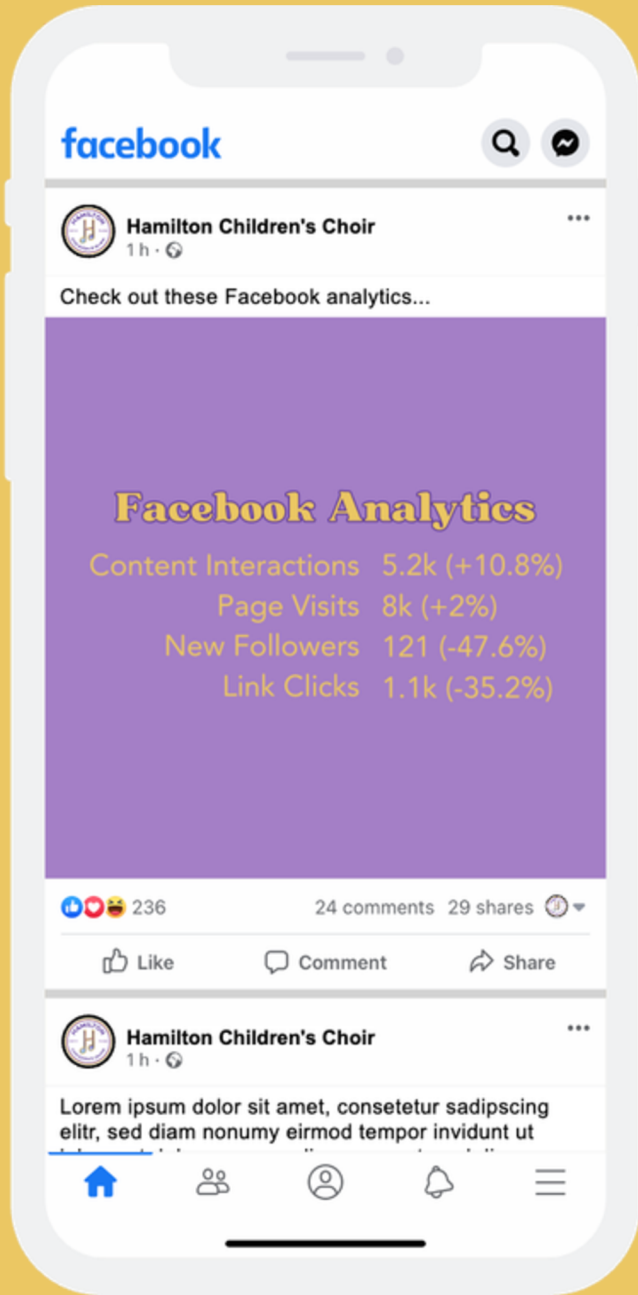 facebook
Hamilton Children's Choir
1 h ·
Check out these Facebook analytics...
Facebook Analytics
Content Interactions 5.2k (+10.8%)
Page Visits 8k (+2%)
New Followers 121 (-47.6%)
Link Clicks 1.1k (-35.2%)
236 24 comments 29 shares
Like Comment Share
Hamilton Children's Choir
1 h ·
Lorem ipsum dolor sit amet, consetetur sadipscing
elitr, sed diam nonumy eirmod tempor invidunt ut